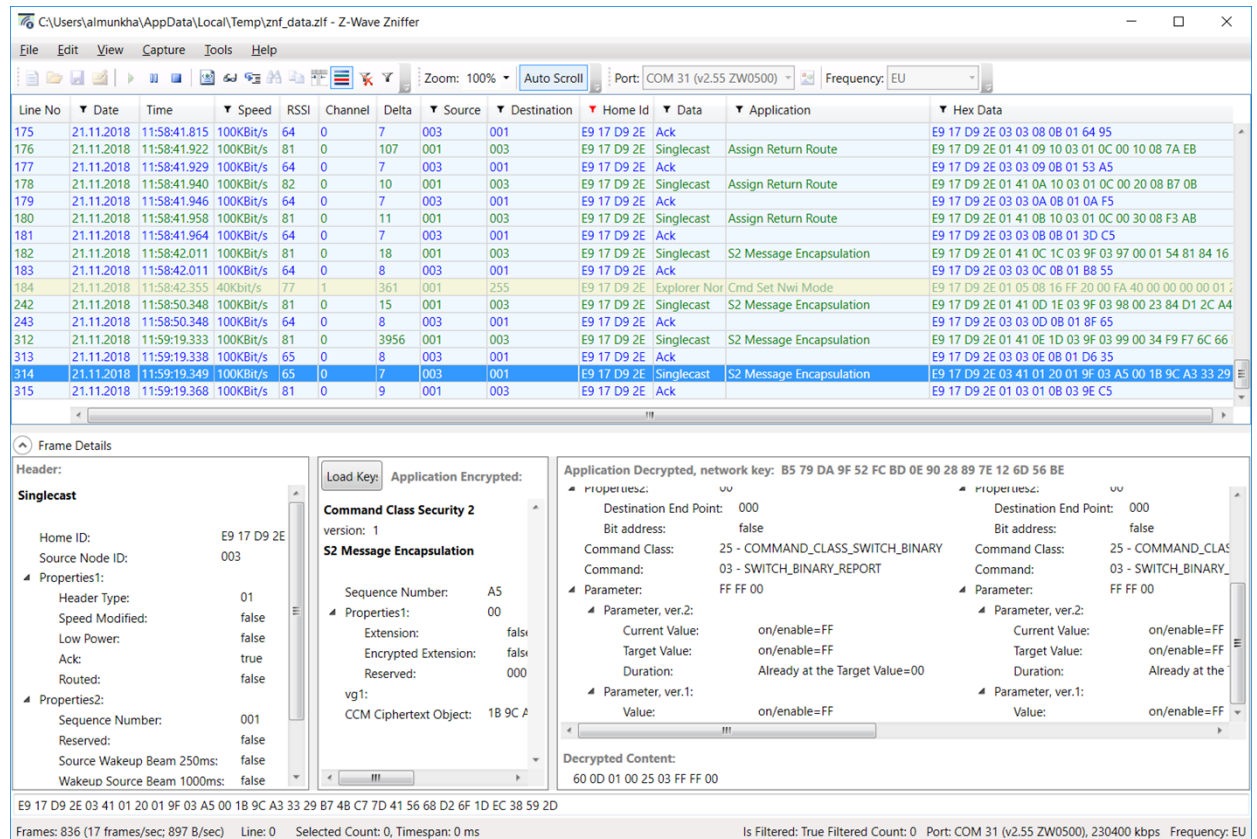 C:\Users\almunkha\AppData\Local\Temp\znf_data.zlf - Z-Wave Zniffer
File Edit View Capture Tools Help
Zoom: 100% Auto Scroll Port: COM 31 (v2.55 ZW0500) Frequency: EU
Line No Date Time Speed RSSI Channel Delta Source Destination Home Id Data Application Hex Data
175 21.11.2018 11:58:41.815 100KBit/s 64 0 7 003 001 E9 17 D9 2E Ack E9 17 D9 2E 03 03 08 0B 01 64 95
176 21.11.2018 11:58:41.922 100KBit/s 81 0 107 001 003 E9 17 D9 2E Singlecast Assign Return Route E9 17 D9 2E 01 41 09 10 03 01 0C 00 10 08 7A EB
177 21.11.2018 11:58:41.929 100KBit/s 64 0 7 003 001 E9 17 D9 2E Ack E9 17 D9 2E 03 03 09 0B 01 53 A5
178 21.11.2018 11:58:41.940 100KBit/s 82 0 10 001 003 E9 17 D9 2E Singlecast Assign Return Route E9 17 D9 2E 01 41 0A 10 03 01 0C 00 20 08 B7 0B
179 21.11.2018 11:58:41.946 100KBit/s 64 0 7 003 001 E9 17 D9 2E Ack E9 17 D9 2E 03 03 0A 0B 01 0A F5
180 21.11.2018 11:58:41.958 100KBit/s 81 0 11 001 003 E9 17 D9 2E Singlecast Assign Return Route E9 17 D9 2E 01 41 0B 10 03 01 0C 00 30 08 F3 AB
181 21.11.2018 11:58:41.964 100KBit/s 64 0 7 003 001 E9 17 D9 2E Ack E9 17 D9 2E 03 03 0B 0B 01 3D C5
182 21.11.2018 11:58:42.011 100KBit/s 81 0 18 001 003 E9 17 D9 2E Singlecast S2 Message Encapsulation E9 17 D9 2E 01 41 0C 1C 03 9F 03 97 00 01 54 81 84 16
183 21.11.2018 11:58:42.011 100KBit/s 64 0 8 003 001 E9 17 D9 2E Ack E9 17 D9 2E 03 03 0C 0B 01 B8 55
184 21.11.2018 11:58:42.355 40Kbit/s 77 1 361 001 255 E9 17 D9 2E Explorer Nor Cmd Set Nwi Mode E9 17 D9 2E 01 05 08 16 FF 20 00 FA 40 00 00 00 00 01 2
242 21.11.2018 11:58:50.348 100KBit/s 81 0 15 001 003 E9 17 D9 2E Singlecast S2 Message Encapsulation E9 17 D9 2E 01 41 0D 1E 03 9F 03 98 00 23 84 D1 2C A4
243 21.11.2018 11:58:50.348 100KBit/s 64 0 8 003 001 E9 17 D9 2E Ack E9 17 D9 2E 03 03 0D 0B 01 8F 65
312 21.11.2018 11:59:19.333 100KBit/s 81 0 3956 001 003 E9 17 D9 2E Singlecast S2 Message Encapsulation E9 17 D9 2E 01 41 0E 1D 03 9F 03 99 00 34 F9 F7 6C 66
313 21.11.2018 11:59:19.338 100KBit/s 65 0 8 003 001 E9 17 D9 2E Ack E9 17 D9 2E 03 03 0E 0B 01 D6 35
314 21.11.2018 11:59:19.349 100KBit/s 65 0 7 003 001 E9 17 D9 2E Singlecast S2 Message Encapsulation E9 17 D9 2E 03 41 01 20 01 9F 03 A5 00 1B 9C A3 33 29
315 21.11.2018 11:59:19.368 100KBit/s 81 0 9 001 003 E9 17 D9 2E Ack E9 17 D9 2E 01 03 01 0B 03 9E C5
Frame Details
Header:
Singlecast
Home ID: E9 17 D9 2E
Source Node ID: 003
Properties1:
Header Type: 01
Speed Modified: false
Low Power: false
Ack: true
Routed: false
Properties2:
Sequence Number: 001
Reserved: false
Source Wakeup Beam 250ms: false
Wakeup Source Beam 1000ms: false
Load Key: Application Encrypted:
Command Class Security 2
version: 1
S2 Message Encapsulation
Sequence Number: A5
Properties1: 00
Extension: false
Encrypted Extension: false
Reserved: 000
vg1:
CCM Ciphertext Object: 1B 9C A
Application Decrypted, network key: B5 79 DA 9F 52 FC BD 0E 90 28 89 7E 12 6D 56 BE
Properties2: 00 Properties2: 00
Destination End Point: 000 Destination End Point: 000
Bit address: false Bit address: false
Command Class: 25 - COMMAND_CLASS_SWITCH_BINARY Command Class: 25 - COMMAND_CLAS
Command: 03 - SWITCH_BINARY_REPORT Command: 03 - SWITCH_BINARY_
Parameter: FF FF 00 Parameter: FF FF 00
Parameter, ver.2: Parameter, ver.2:
Current Value: on/enable=FF Current Value: on/enable=FF
Target Value: on/enable=FF Target Value: on/enable=FF
Duration: Already at the Target Value=00 Duration: Already at the
Parameter, ver.1: Parameter, ver.1:
Value: on/enable=FF Value: on/enable=FF
Decrypted Content:
60 0D 01 00 25 03 FF FF 00
E9 17 D9 2E 03 41 01 20 01 9F 03 A5 00 1B 9C A3 33 29 B7 4B C7 7D 41 56 68 D2 6F 1D EC 38 59 2D
Frames: 836 (17 frames/sec; 897 B/sec) Line: 0 Selected Count: 0, Timespan: 0 ms Is Filtered: True Filtered Count: 0 Port: COM 31 (v2.55 ZW0500), 230400 kbps Frequency: EU